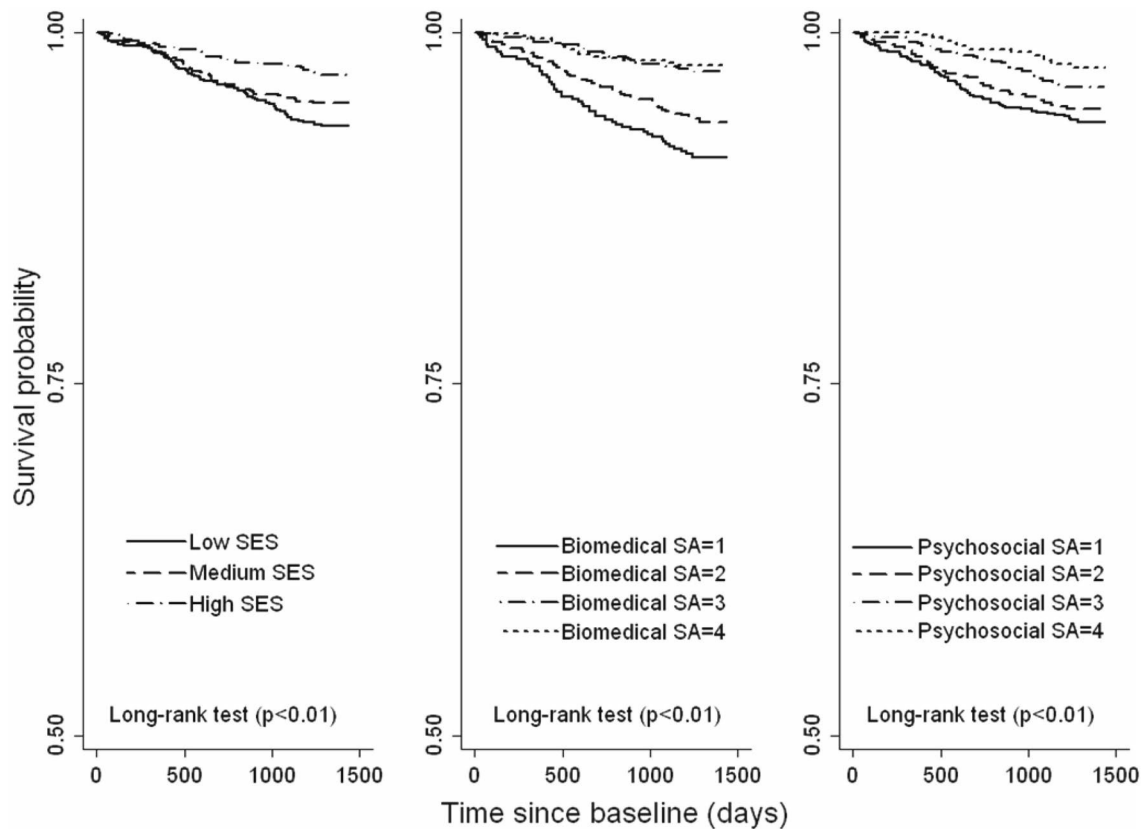 Survival probability
1.00
0.75
0.50
Low SES
Medium SES
High SES
Long-rank test (p<0.01)
0 500 1000 1500
1.00
0.75
0.50
Biomedical SA=1
Biomedical SA=2
Biomedical SA=3
Biomedical SA=4
Long-rank test (p<0.01)
0 500 1000 1500
1.00
0.75
0.50
Psychosocial SA=1
Psychosocial SA=2
Psychosocial SA=3
Psychosocial SA=4
Long-rank test (p<0.01)
0 500 1000 1500
Time since baseline (days)